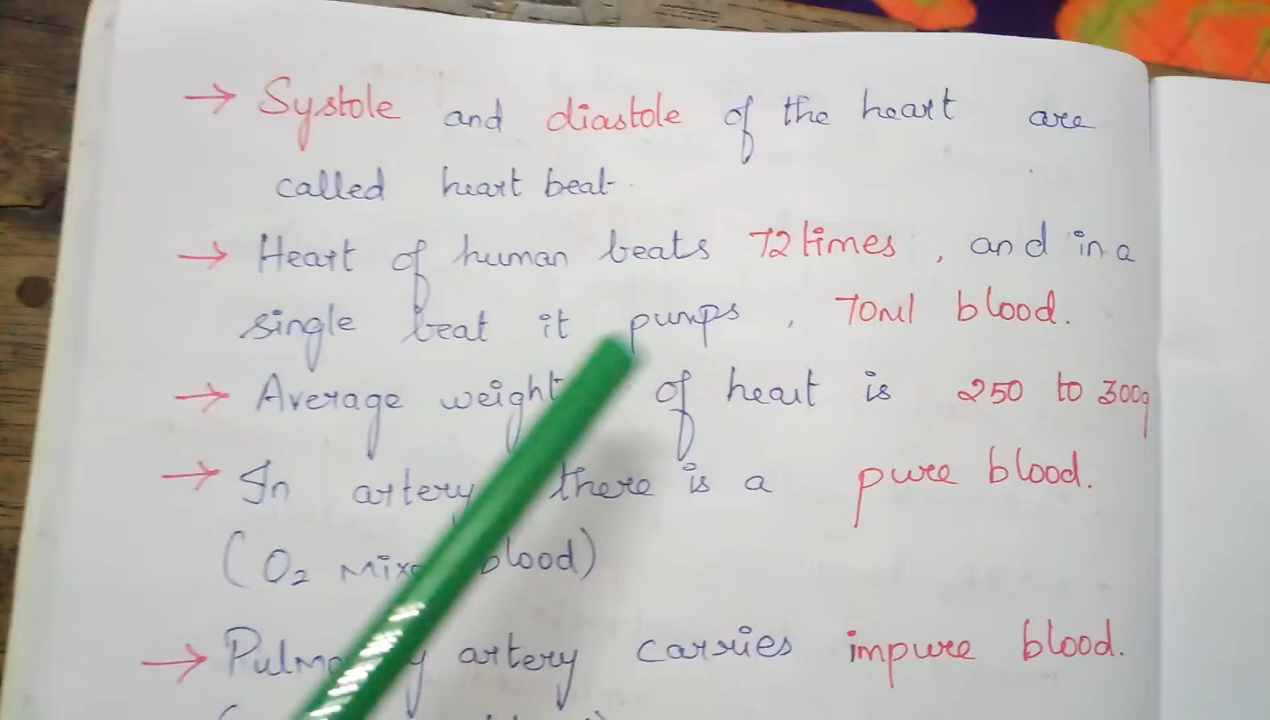 → Systole and diastole of the heart are
called heart beat.
→ Heart of human beats 72 times, and in a
single beat it pumps, 70ml blood.
→ Average weight of heart is 250 to 300g
→ In artery there is a pure blood.
(O₂ blood)
→ artery carries impure blood.